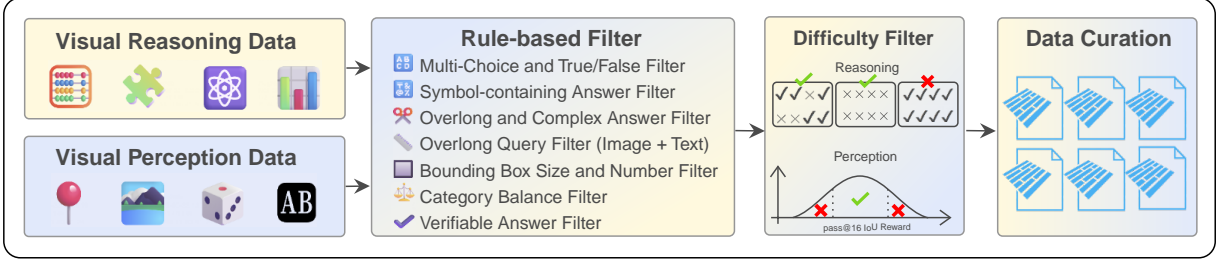 Visual Reasoning Data
Visual Perception Data
AB
Rule-based Filter
Multi-Choice and True/False Filter
Symbol-containing Answer Filter
Overlong and Complex Answer Filter
Overlong Query Filter (Image + Text)
Bounding Box Size and Number Filter
Category Balance Filter
Verifiable Answer Filter
Difficulty Filter
Reasoning
Perception
pass@16 IoU Reward
Data Curation